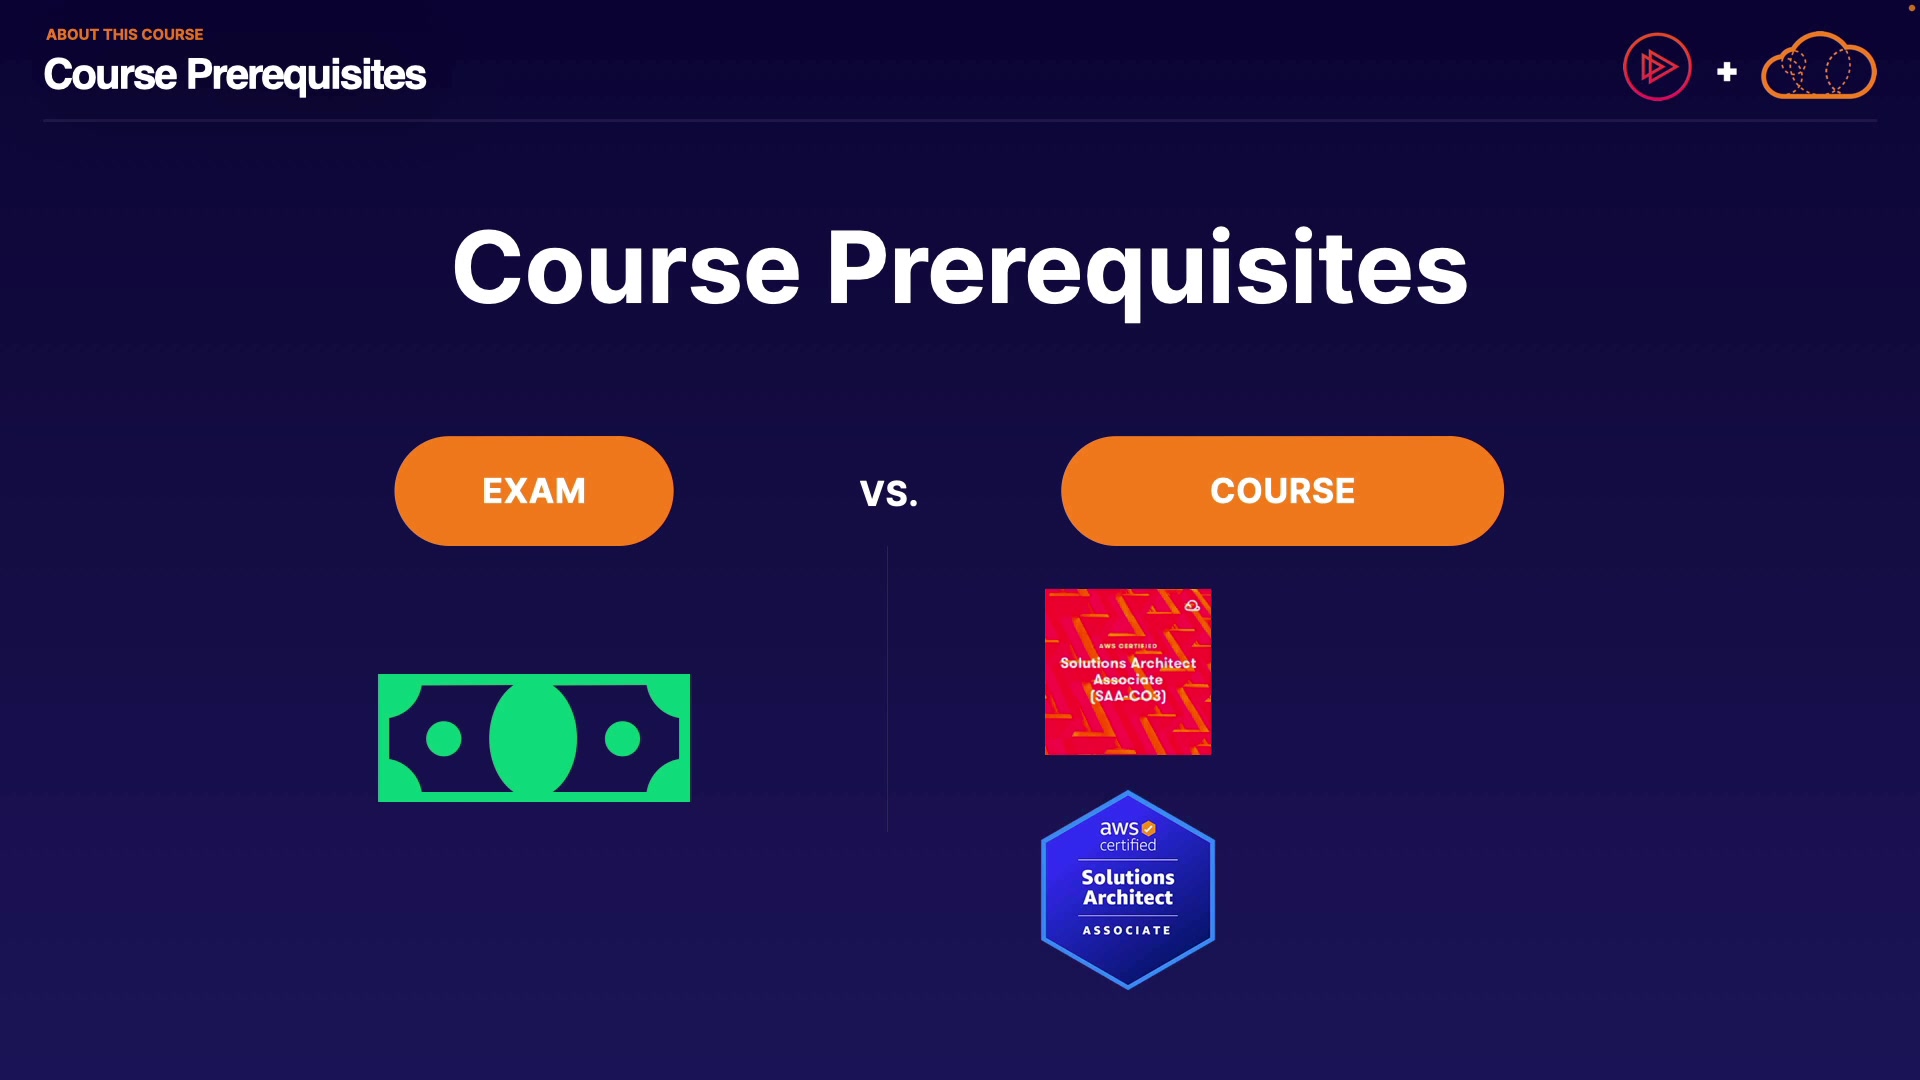 ABOUT THIS COURSE
Course Prerequisites
Course Prerequisites
EXAM
VS.
COURSE
AWS CERTIFIED
Solutions Architect
Associate
(SAA-C03)
aws
certified
Solutions
Architect
ASSOCIATE